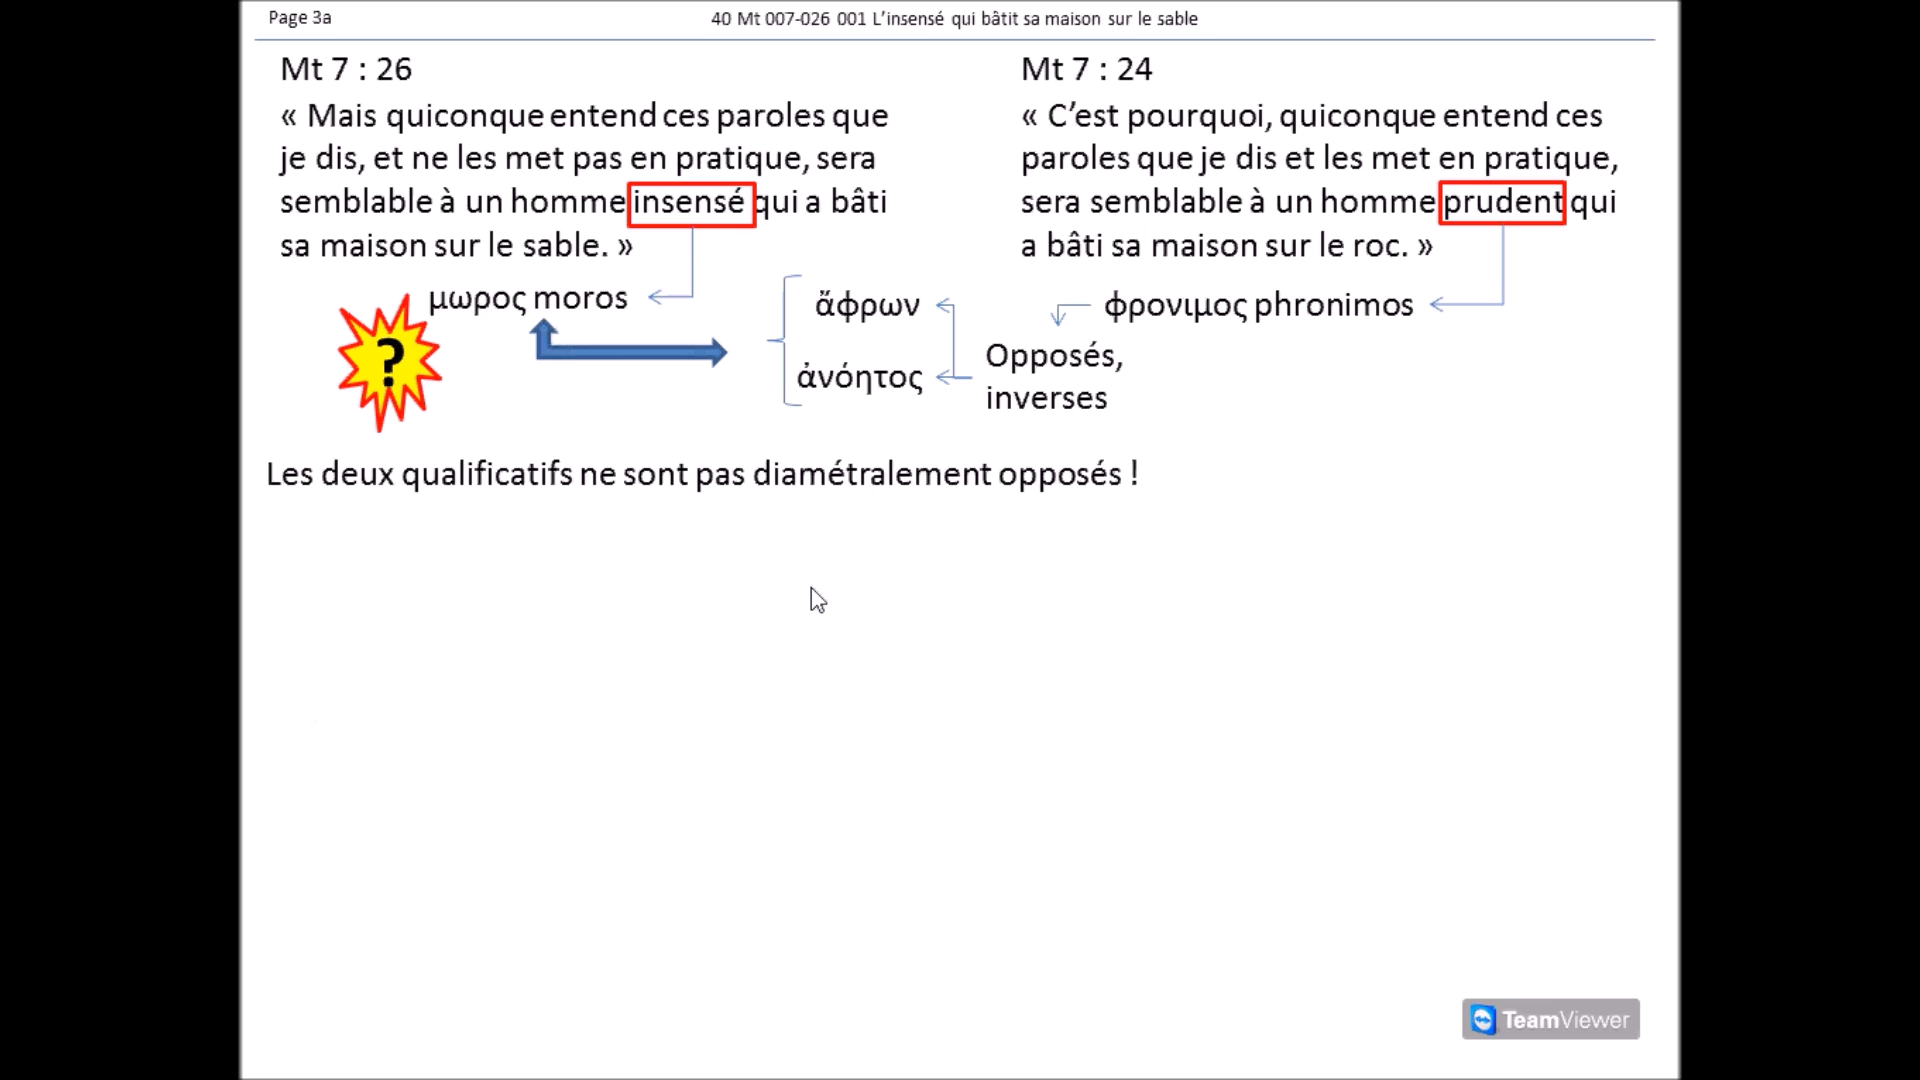 Page 3a
40 Mt 007-026 001 L’insensé qui bâtit sa maison sur le sable
Mt 7 : 26
« Mais quiconque entend ces paroles que
je dis, et ne les met pas en pratique, sera
semblable à un homme insensé qui a bâti
sa maison sur le sable. »
μωρος moros
?
Mt 7 : 24
« C’est pourquoi, quiconque entend ces
paroles que je dis et les met en pratique,
sera semblable à un homme prudent qui
a bâti sa maison sur le roc. »
φρονιμος phronimos
ἄφρων
ἀνόητος
Opposés,
inverses
Les deux qualificatifs ne sont pas diamétralement opposés !
TeamViewer